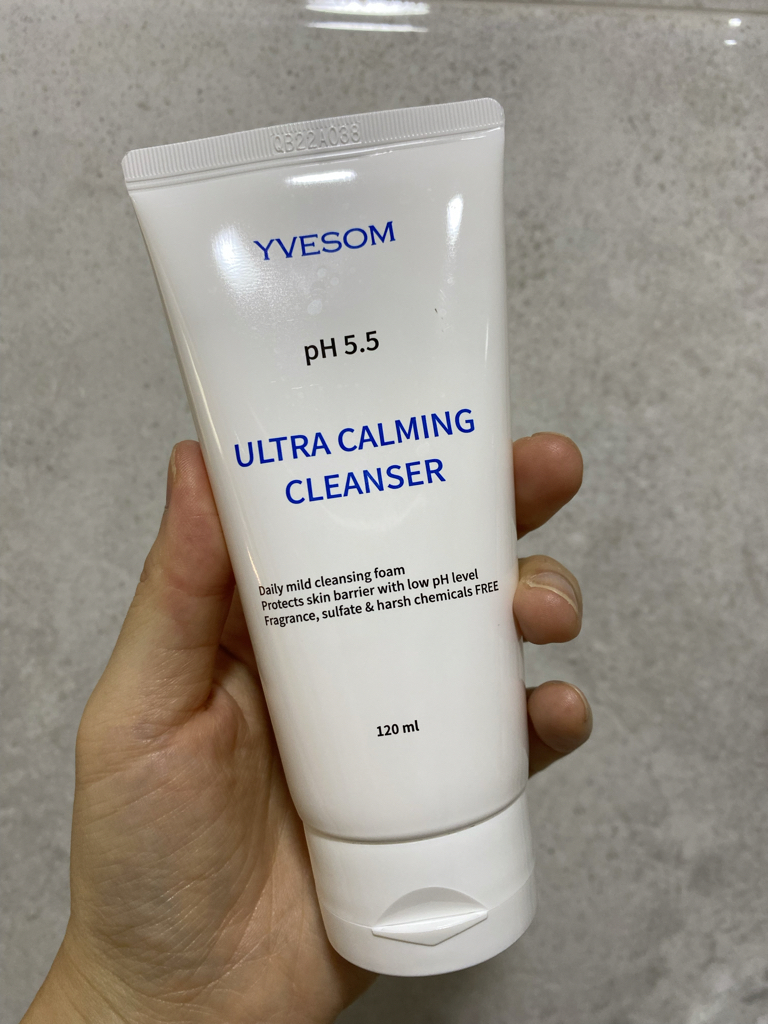 QB22A038
YVESOM
pH 5.5
ULTRA CALMING
CLEANSER
Daily mild cleansing foam
Protects skin barrier with low pH level
Fragrance, sulfate & harsh chemicals FREE
120 ml